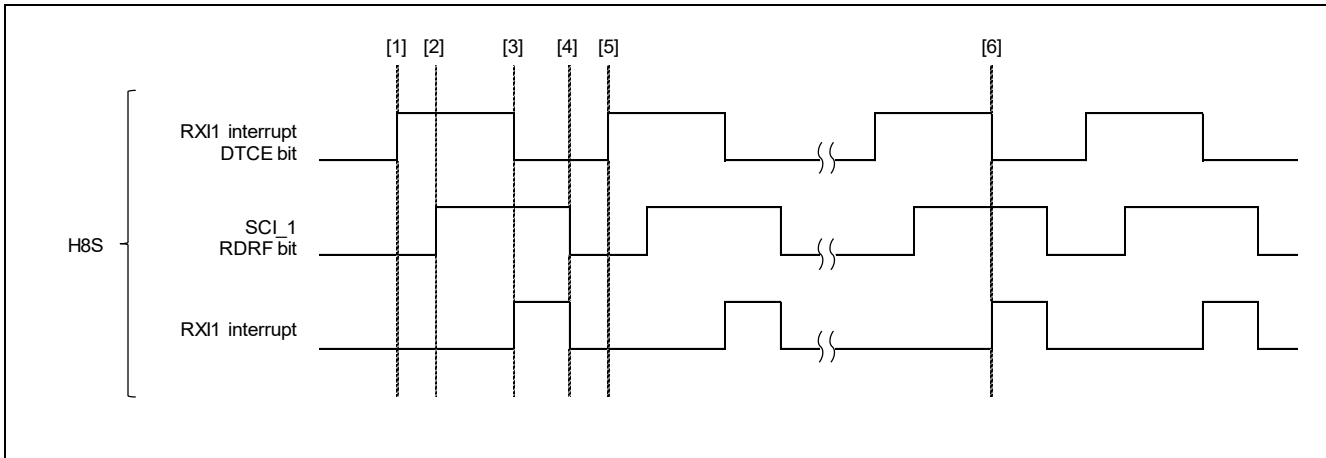 [1] [2] [3] [4] [5] [6]
RXI1 interrupt
DTCE bit
SCI_1
RDRF bit
H8S
RXI1 interrupt